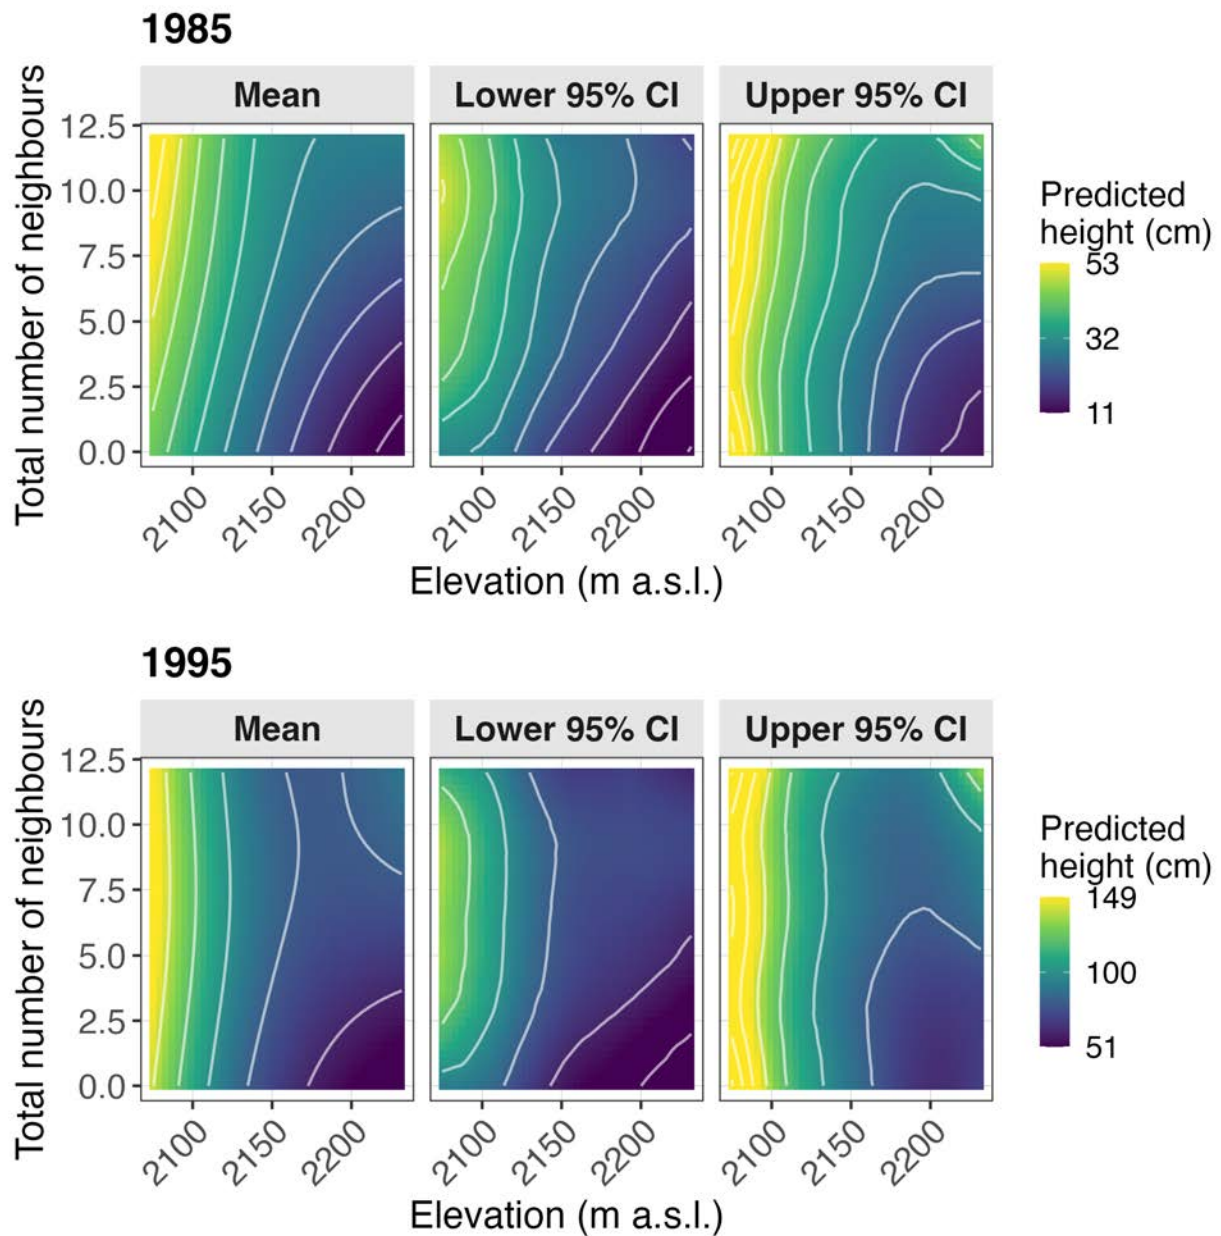 1985
Mean
Lower 95% CI
Upper 95% CI
Total number of neighbours
12.5
10.0
7.5
5.0
2.5
0.0
2100
2150
2200
2100
2150
2200
2100
2150
2200
Elevation (m a.s.l.)
Predicted
height (cm)
53
32
11
1995
Mean
Lower 95% CI
Upper 95% CI
Total number of neighbours
12.5
10.0
7.5
5.0
2.5
0.0
2100
2150
2200
2100
2150
2200
2100
2150
2200
Elevation (m a.s.l.)
Predicted
height (cm)
149
100
51